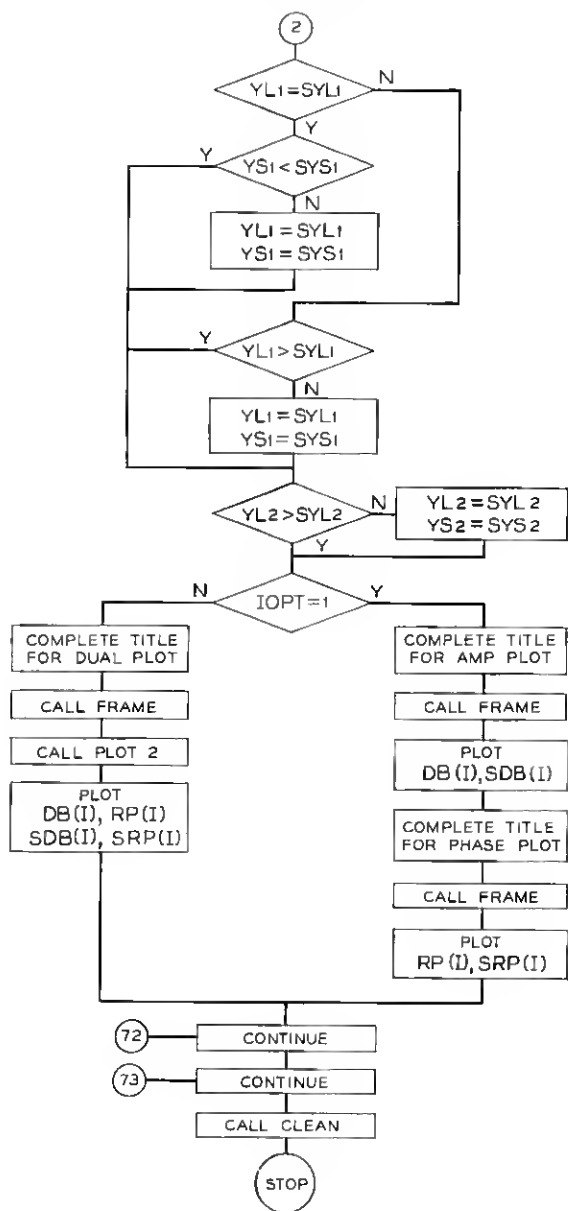 2
YL1=SYL1
N
Y
Y
YS1<SYS1
N
YL1=SYL1
YS1=SYS1
Y
YL1>SYL1
N
YL1=SYL1
YS1=SYS1
YL2>SYL2
N
YL2=SYL2
YS2=SYS2
Y
N
IOPT=1
Y
COMPLETE TITLE
FOR DUAL PLOT
CALL FRAME
CALL PLOT 2
PLOT
DB(I), RP(I)
SDB(I), SRP(I)
COMPLETE TITLE
FOR AMP PLOT
CALL FRAME
PLOT
DB(I),SDB(I)
COMPLETE TITLE
FOR PHASE PLOT
CALL FRAME
PLOT
RP(I),SRP(I)
72
CONTINUE
73
CONTINUE
CALL CLEAN
STOP